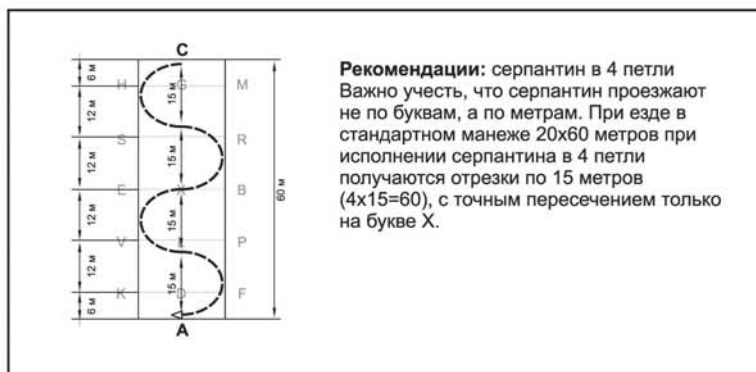 C
6 м
H
G
M
15 м
12 м
S
R
12 м
15 м
E
X
B
60 м
12 м
15 м
V
L
P
12 м
15 м
K
D
F
6 м
A
Рекомендации: серпантин в 4 петли
Важно учесть, что серпантин проезжают
не по буквам, а по метрам. При езде в
стандартном манеже 20х60 метров при
исполнении серпантина в 4 петли
получаются отрезки по 15 метров
(4х15=60), с точным пересечением только
на букве Х.